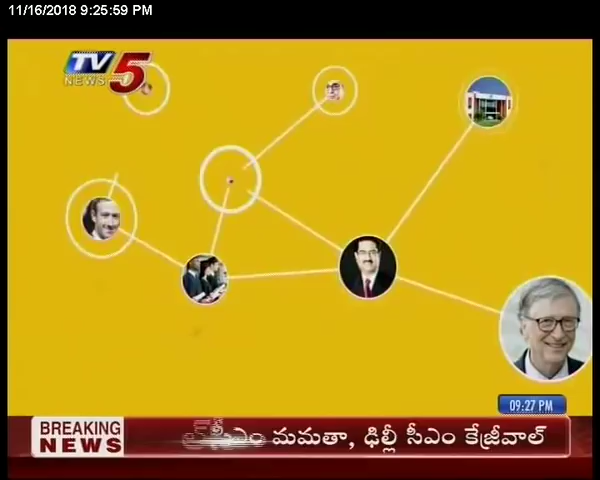 11/16/2018 9:25:59 PM
TV5
NEWS
09:27 PM
BREAKING
NEWS
సీఎం మమతా, ఢిల్లీ సీఎం కేజ్రీవాల్